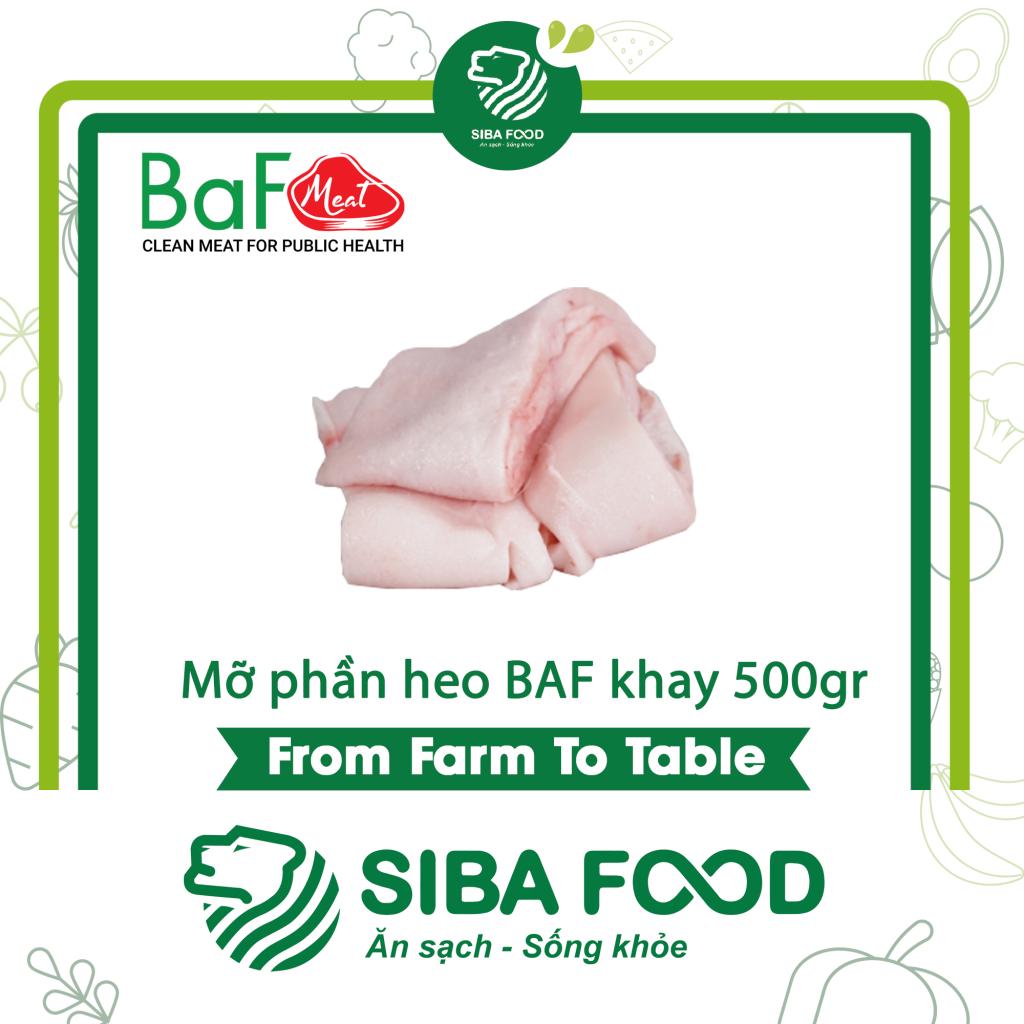 SIBA FOOD
Ăn sạch - Sống khỏe
BaF Meat
CLEAN MEAT FOR PUBLIC HEALTH
Mỡ phần heo BAF khay 500gr
From Farm To Table
SIBA FOOD
Ăn sạch - Sống khỏe